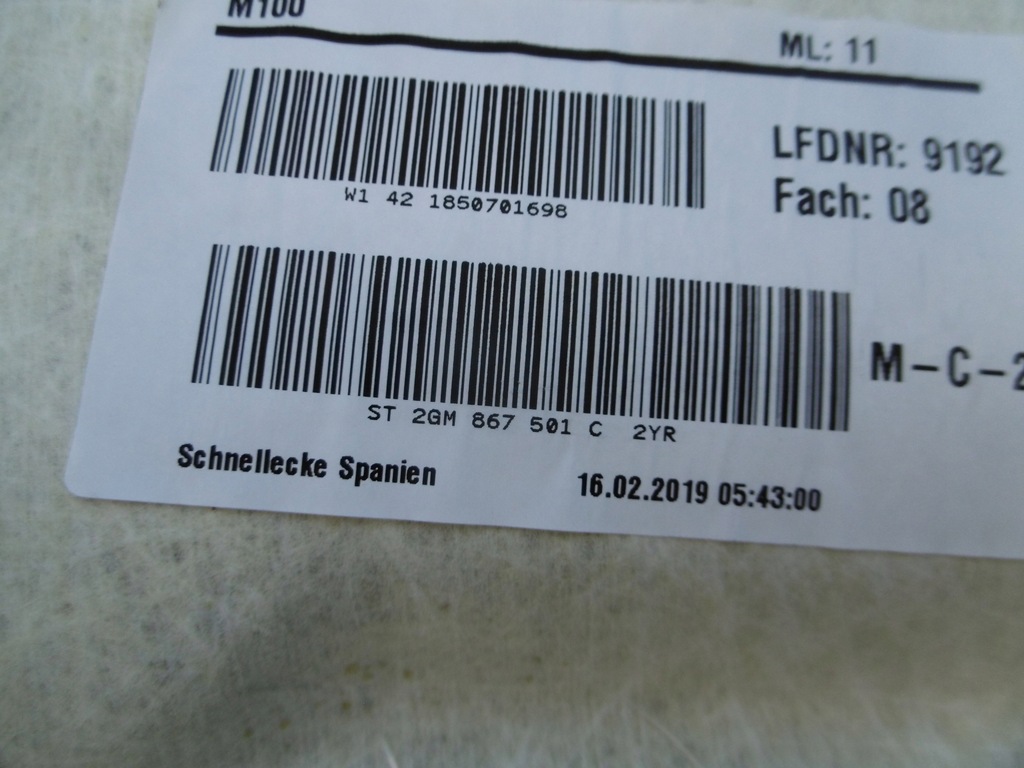 M100
ML: 11
LFDNR: 9192
W1 42 1850701698
Fach: 08
M-C-2
ST 2GM 867 501 C 2YR
Schnellecke Spanien
16.02.2019 05:43:00